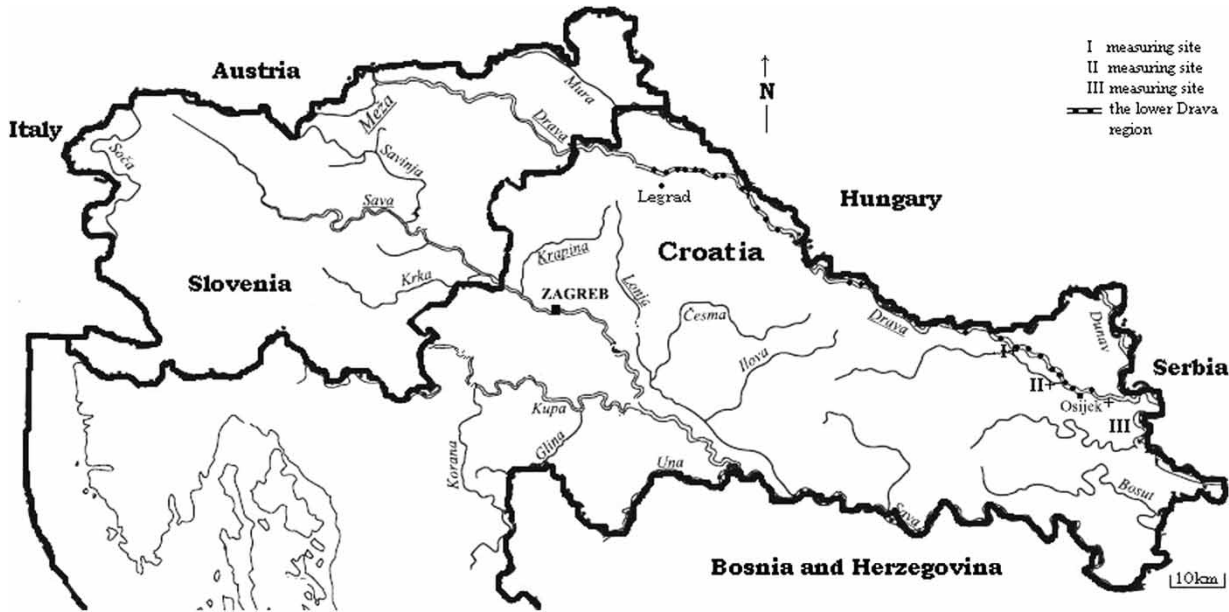 I measuring site
II measuring site
III measuring site
the lower Drava
region
N
Austria
Italy
Slovenia
Croatia
Hungary
Serbia
Bosnia and Herzegovina
Mura
Meža
Drava
Soča
Savinja
Sava
Legrad
Krapina
Krka
ZAGREB
Lonja
Česma
Ilova
Drava
Dunav
I
II
Osijek
III
Kupa
Glina
Korana
Una
Sava
Bosut
10km